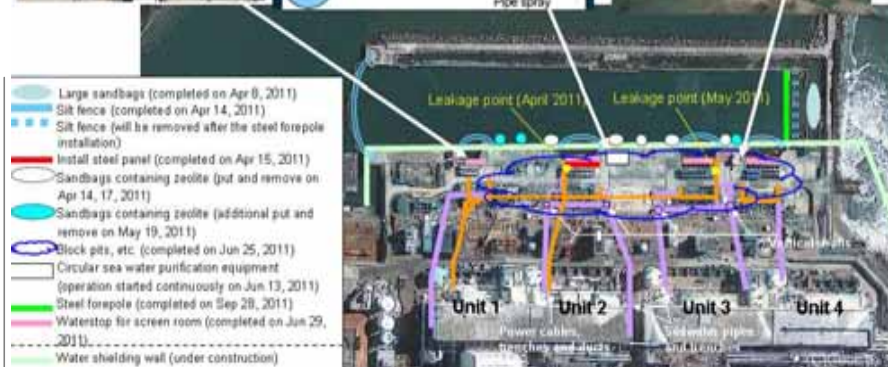 Pipe spray
Large sandbags (completed on Apr 8, 2011)
Silt fence (completed on Apr 14, 2011)
Silt fence (will be removed after the steel forepole
installation)
Install steel panel (completed on Apr 15, 2011)
Sandbags containing zeolite (put and remove on
Apr 14, 17, 2011)
Sandbags containing zeolite (additional put and
remove on May 19, 2011)
Block pits, etc. (completed on Jun 25, 2011)
Circular sea water purification equipment
(operation started continuously on Jun 13, 2011)
Steel forepole (completed on Sep 28, 2011)
Waterstop for screen room (completed on Jun 29,
2011)
Water shielding wall (under construction)
Leakage point (April 2011)
Leakage point (May 2011)
Vertical shafts
Unit 1
Unit 2
Unit 3
Unit 4
Power cables,
trenches and ducts
Seawater pipes
and trenches